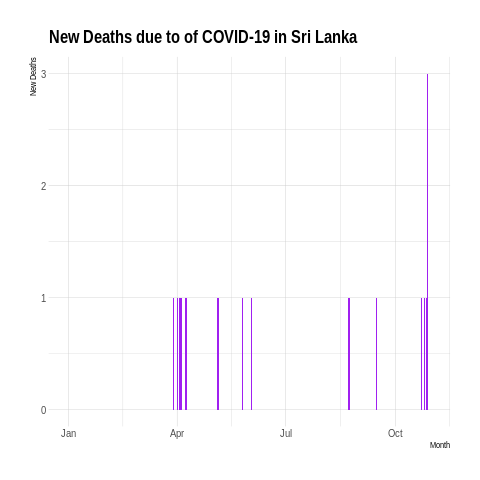 New Deaths due to of COVID-19 in Sri Lanka
New Deaths
3
2
1
0
Jan Apr Jul Oct
Month